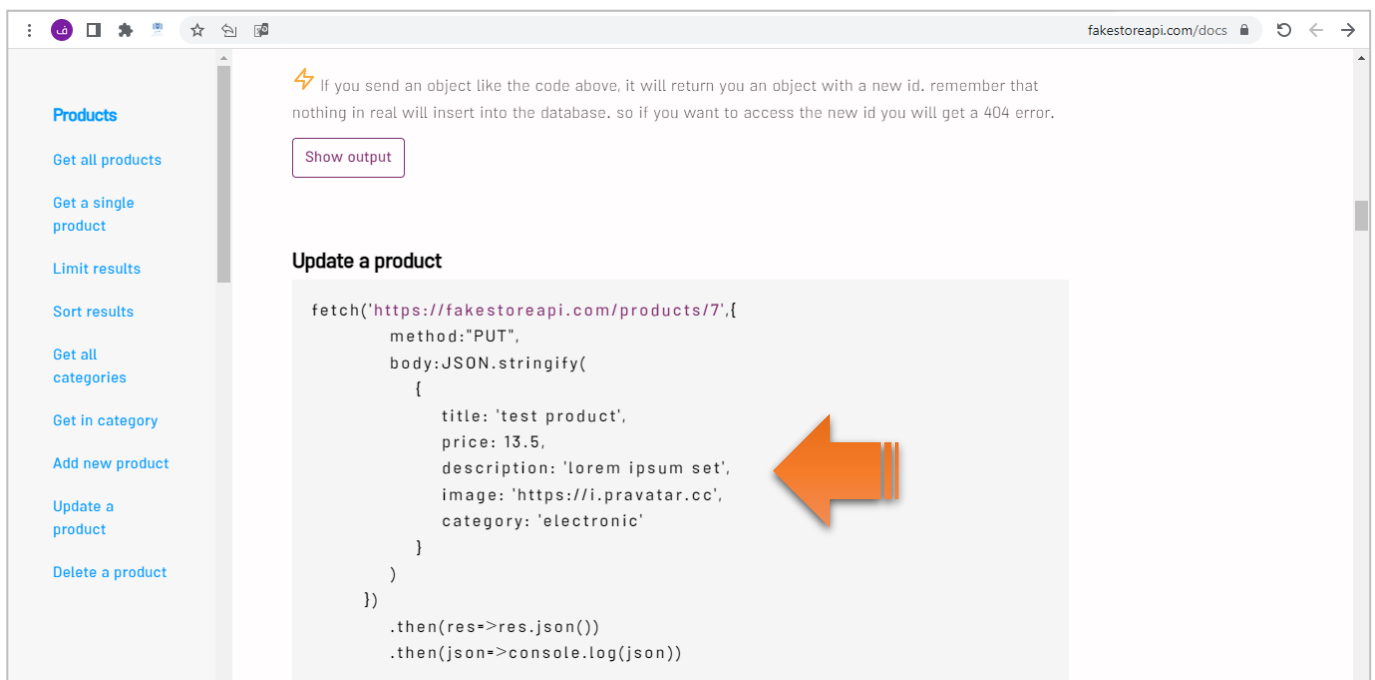 ف
fakestoreapi.com/docs
Products
Get all products
Get a single
product
Limit results
Sort results
Get all
categories
Get in category
Add new product
Update a
product
Delete a product
If you send an object like the code above, it will return you an object with a new id. remember that
nothing in real will insert into the database. so if you want to access the new id you will get a 404 error.
Show output
Update a product
fetch('https://fakestoreapi.com/products/7',{
method:"PUT",
body:JSON.stringify(
{
title: 'test product',
price: 13.5,
description: 'lorem ipsum set',
image: 'https://i.pravatar.cc',
category: 'electronic'
}
)
})
.then(res=>res.json())
.then(json=>console.log(json))